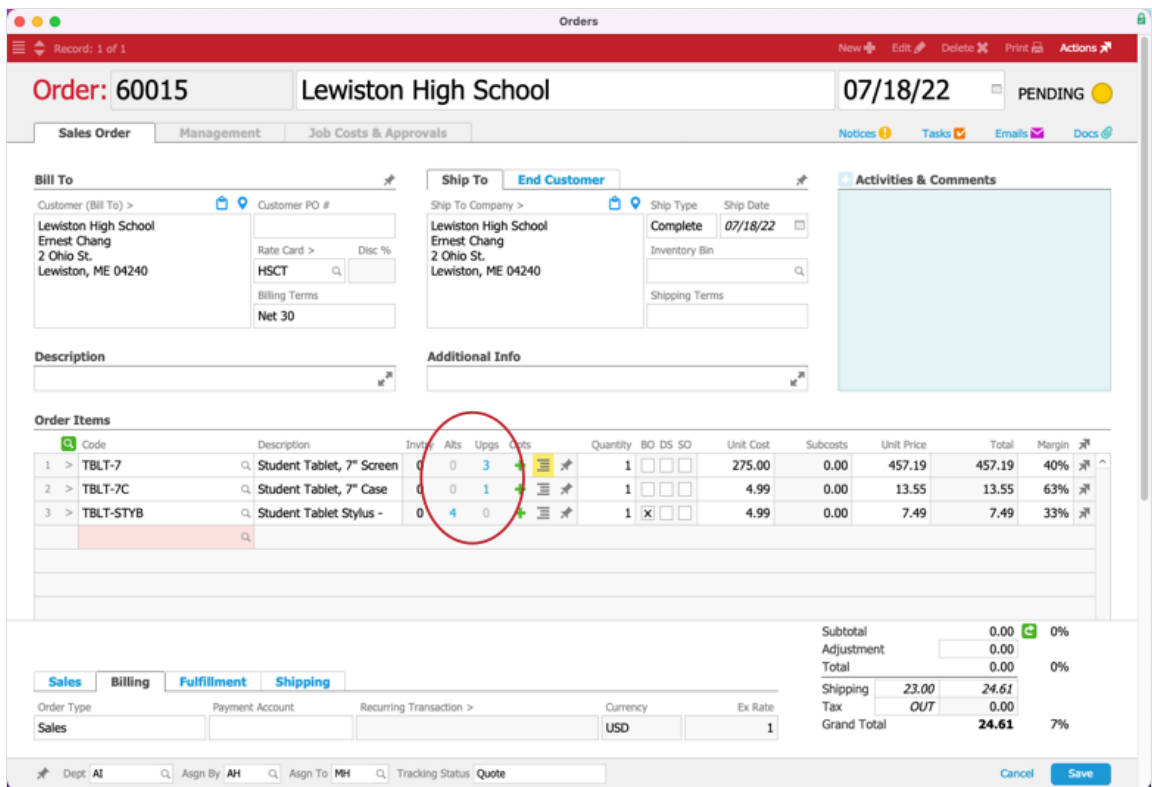 Orders
Record: 1 of 1 New Edit Delete Print Actions
Order: 60015 Lewiston High School 07/18/22 PENDING
Sales Order Management Job Costs & Approvals Notices Tasks Emails Docs
Bill To Ship To End Customer Activities & Comments
Customer (Bill To) > Customer PO # Ship To Company > Ship Type Ship Date
Lewiston High School Lewiston High School Complete 07/18/22
Ernest Chang Ernest Chang
2 Ohio St. Rate Card > Disc % 2 Ohio St. Inventory Bin
Lewiston, ME 04240 HSCT Lewiston, ME 04240
Billing Terms Shipping Terms
Net 30
Description Additional Info
Order Items
Code Description Invtry Alts Upgs Opts Quantity BO DS SO Unit Cost Subcosts Unit Price Total Margin
1 > TBLT-7 Student Tablet, 7" Screen 0 0 3 1 275.00 0.00 457.19 457.19 40%
2 > TBLT-7C Student Tablet, 7" Case 0 0 1 1 4.99 0.00 13.55 13.55 63%
3 > TBLT-STYB Student Tablet Stylus - 0 4 0 1 X 4.99 0.00 7.49 7.49 33%
Subtotal 0.00 0%
Adjustment 0.00
Total 0.00 0%
Sales Billing Fulfillment Shipping
Shipping 23.00 24.61
Order Type Payment Account Recurring Transaction > Currency Ex Rate Tax OUT 0.00
Sales USD 1 Grand Total 24.61 7%
Dept AI Asgn By AH Asgn To MH Tracking Status Quote Cancel Save